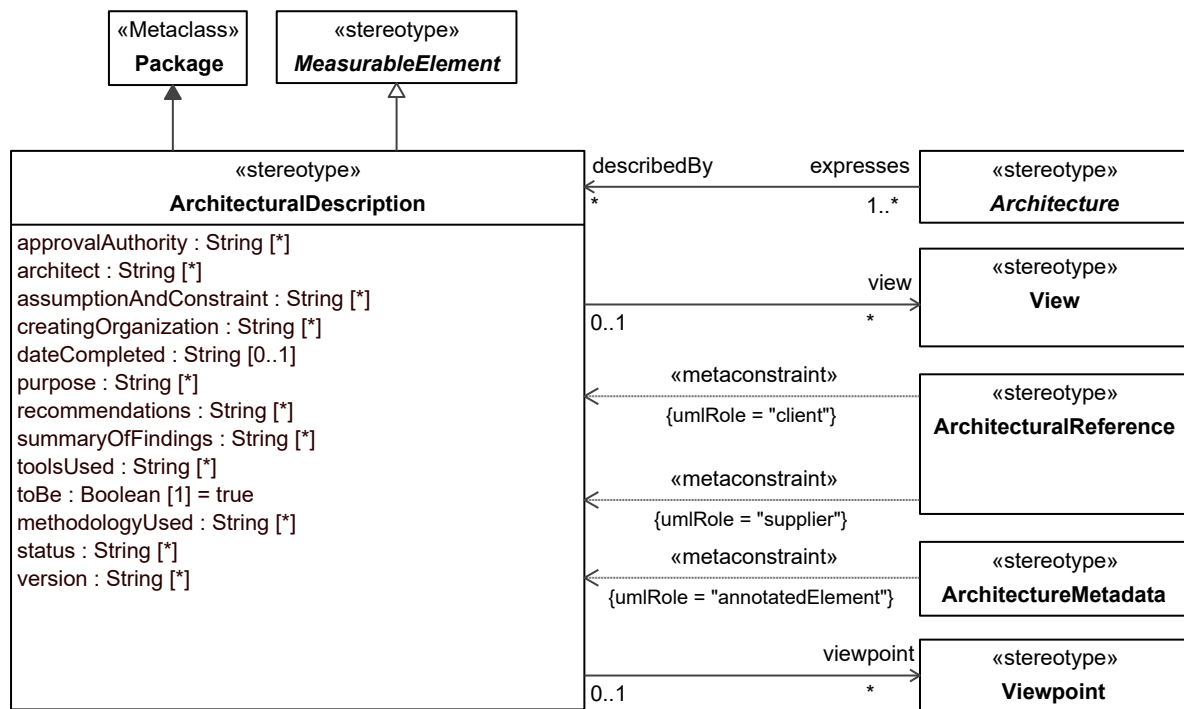 «Metaclass»
Package
«stereotype»
MeasurableElement
«stereotype»
ArchitecturalDescription
approvalAuthority : String [*]
architect : String [*]
assumptionAndConstraint : String [*]
creatingOrganization : String [*]
dateCompleted : String [0..1]
purpose : String [*]
recommendations : String [*]
summaryOfFindings : String [*]
toolsUsed : String [*]
toBe : Boolean [1] = true
methodologyUsed : String [*]
status : String [*]
version : String [*]
describedBy
expresses
*
1..*
«stereotype»
Architecture
view
0..1
*
«stereotype»
View
«metaconstraint»
{umlRole = "client"}
«stereotype»
ArchitecturalReference
«metaconstraint»
{umlRole = "supplier"}
«metaconstraint»
{umlRole = "annotatedElement"}
«stereotype»
ArchitectureMetadata
viewpoint
0..1
*
«stereotype»
Viewpoint